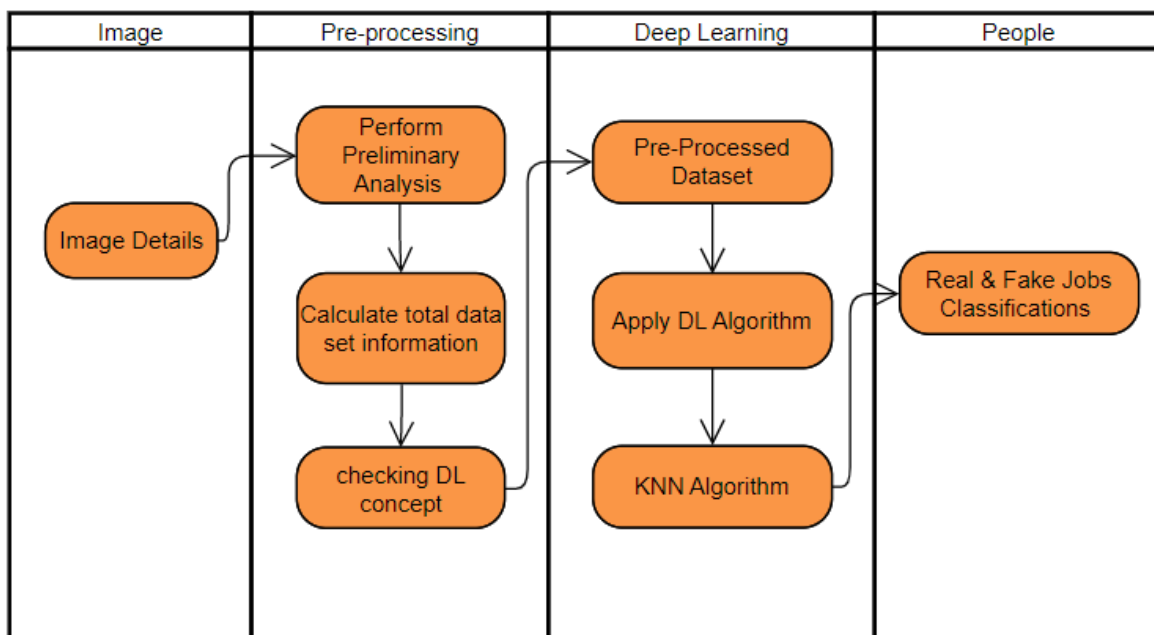 Image
Pre-processing
Deep Learning
People
Image Details
Perform
Preliminary
Analysis
Calculate total data
set information
checking DL
concept
Pre-Processed
Dataset
Apply DL Algorithm
KNN Algorithm
Real & Fake Jobs
Classifications